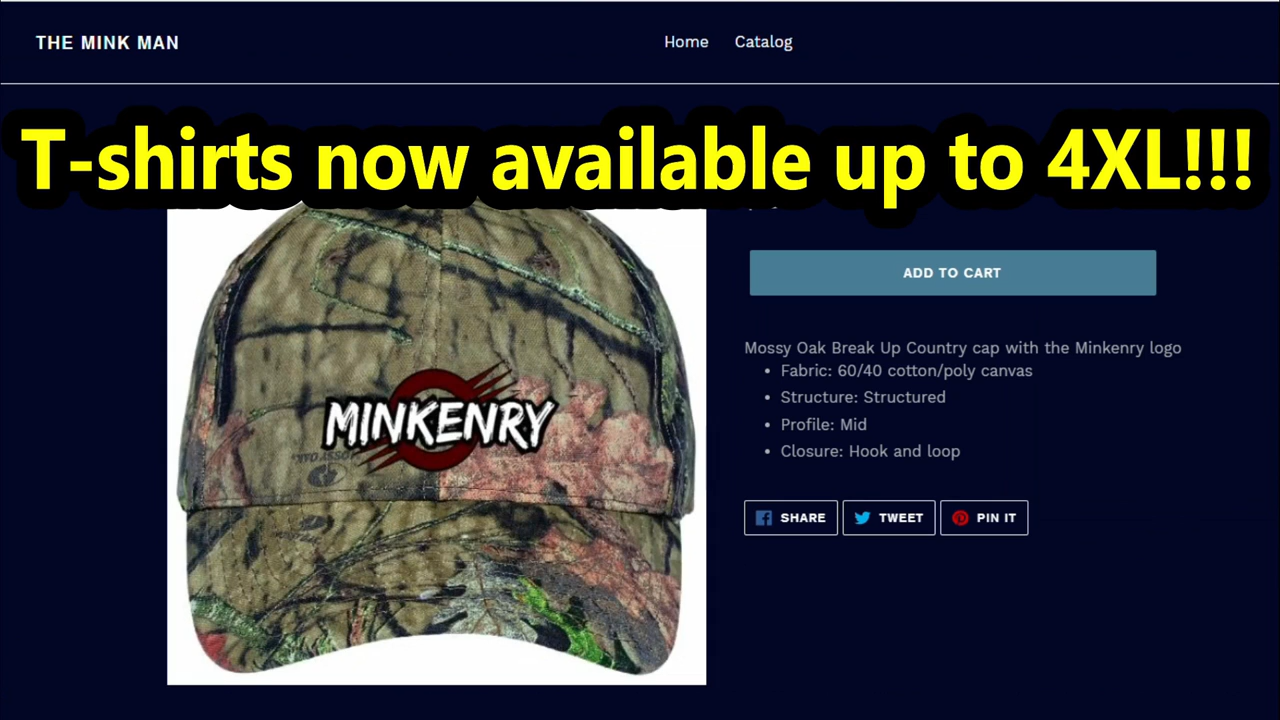 THE MINK MAN
Home Catalog
T-shirts now available up to 4XL!!!
ADD TO CART
Mossy Oak Break Up Country cap with the Minkenry logo
• Fabric: 60/40 cotton/poly canvas
• Structure: Structured
• Profile: Mid
• Closure: Hook and loop
MINKENRY
SHARE TWEET PIN IT